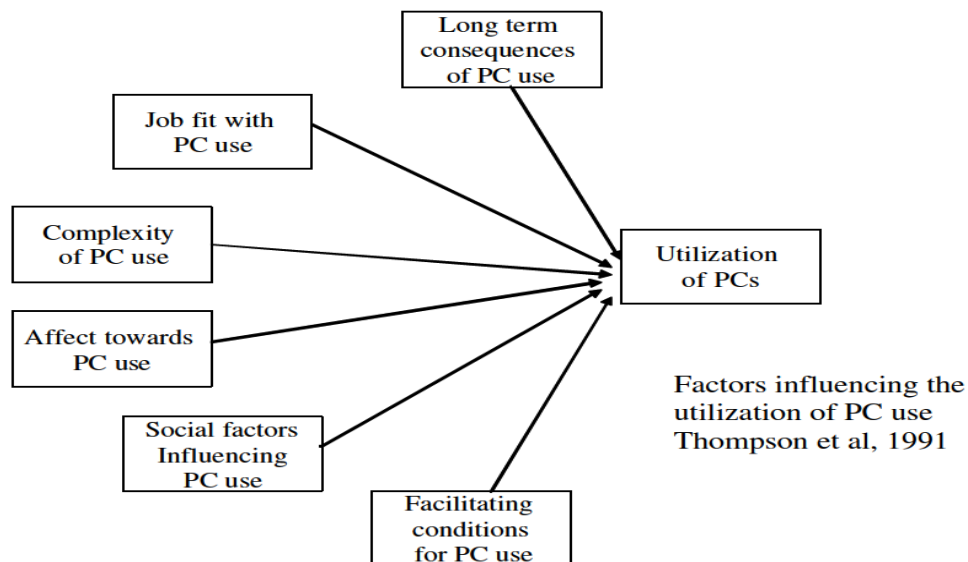 Long term
consequences
of PC use
Job fit with
PC use
Complexity
of PC use
Utilization
of PCs
Affect towards
PC use
Factors influencing the
utilization of PC use
Thompson et al, 1991
Social factors
Influencing
PC use
Facilitating
conditions
for PC use